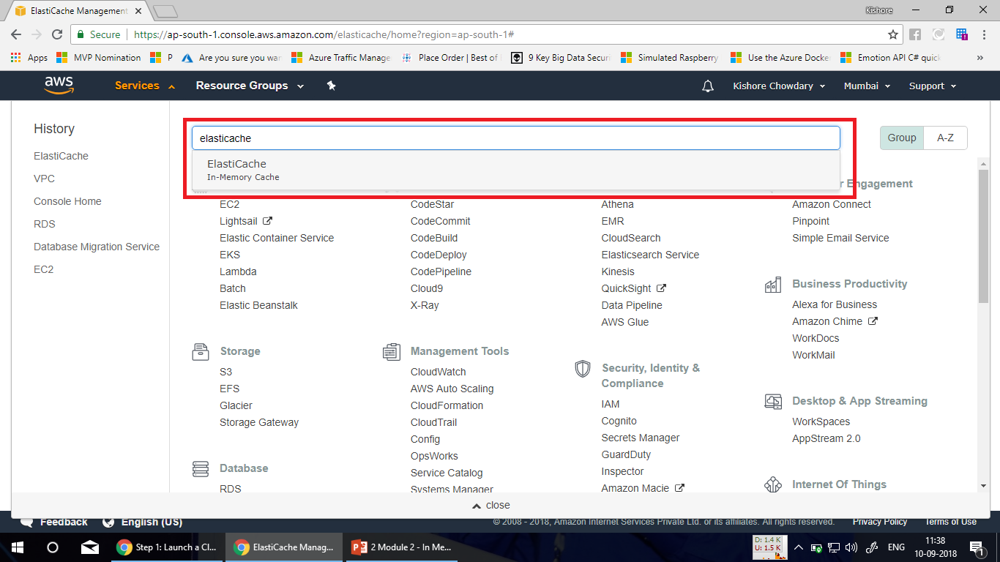 ElastiCache Management
Kishore
Secure
https://ap-south-1.console.aws.amazon.com/elasticache/home?region=ap-south-1#
Apps
MVP Nomination
P
Are you sure you wan
Azure Traffic Manage
Place Order | Best of
9 Key Big Data Securi
Simulated Raspberry
Use the Azure Docke
Emotion API C# quick
»
aws
Services
Resource Groups
Kishore Chowdary
Mumbai
Support
History
ElastiCache
VPC
Console Home
RDS
Database Migration Service
EC2
elasticache
Group
A-Z
ElastiCache
In-Memory Cache
EC2
Lightsail
Elastic Container Service
EKS
Lambda
Batch
Elastic Beanstalk
Storage
S3
EFS
Glacier
Storage Gateway
Database
RDS
CodeStar
CodeCommit
CodeBuild
CodeDeploy
CodePipeline
Cloud9
X-Ray
Management Tools
CloudWatch
AWS Auto Scaling
CloudFormation
CloudTrail
Config
OpsWorks
Service Catalog
Systems Manager
Athena
EMR
CloudSearch
Elasticsearch Service
Kinesis
QuickSight
Data Pipeline
AWS Glue
Security, Identity &
Compliance
IAM
Cognito
Secrets Manager
GuardDuty
Inspector
Amazon Macie
Engagement
Amazon Connect
Pinpoint
Simple Email Service
Business Productivity
Alexa for Business
Amazon Chime
WorkDocs
WorkMail
Desktop & App Streaming
WorkSpaces
AppStream 2.0
Internet Of Things
close
Feedback
English (US)
© 2008 - 2018, Amazon Internet Services Private Ltd. or its affiliates. All rights reserved.
Privacy Policy
Terms of Use
Step 1: Launch a Cl...
ElastiCache Manag...
2 Module 2 - In Me...
D: 1.4 K
U: 1.5 K
ENG
11:38
10-09-2018
1